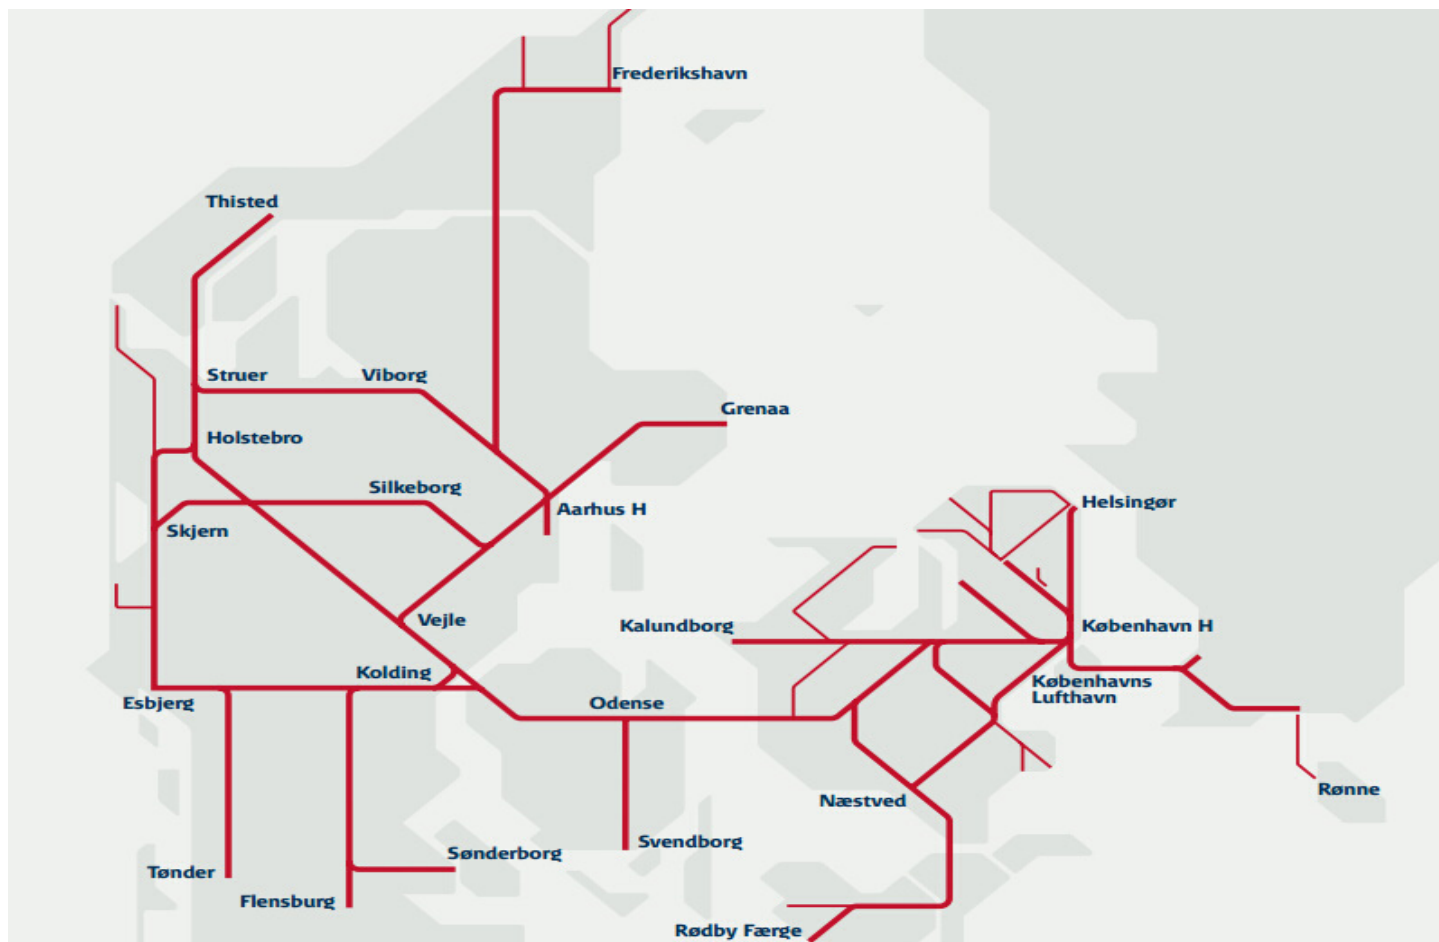 Frederikshavn
Thisted
Struer
Viborg
Grenaa
Holstebro
Silkeborg
Aarhus H
Helsingør
Skjern
Vejle
Kalundborg
København H
Kolding
Københavns
Lufthavn
Esbjerg
Odense
Rønne
Næstved
Svendborg
Sønderborg
Tønder
Flensburg
Rødby Færge